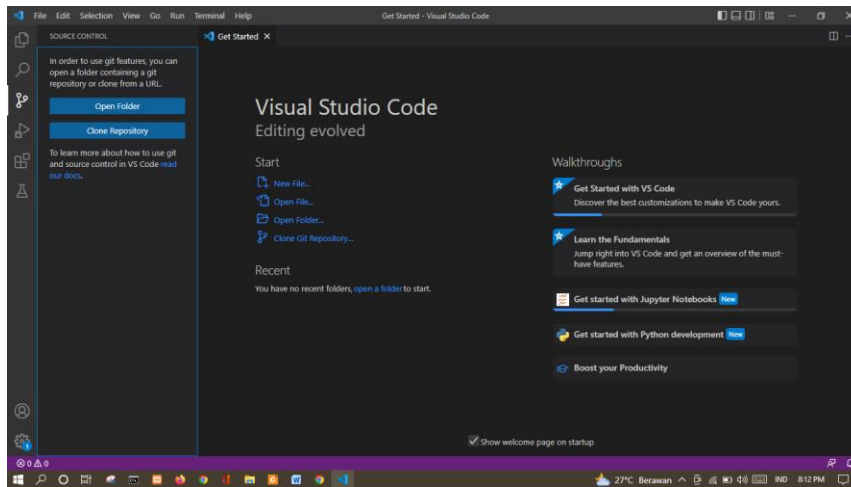 File Edit Selection View Go Run Terminal Help
Get Started - Visual Studio Code
SOURCE CONTROL
Get Started
In order to use git features, you can
open a folder containing a git
repository or clone from a URL.
Open Folder
Clone Repository
To learn more about how to use git
and source control in VS Code read
our docs.
Visual Studio Code
Editing evolved
Start
New File...
Open File...
Open Folder...
Clone Git Repository...
Recent
You have no recent folders, open a folder to start.
Walkthroughs
Get Started with VS Code
Discover the best customizations to make VS Code yours.
Learn the Fundamentals
Jump right into VS Code and get an overview of the must-
have features.
Get started with Jupyter Notebooks New
Get started with Python development New
Boost your Productivity
Show welcome page on startup
0 0
27°C Berawan IND 8:12 PM